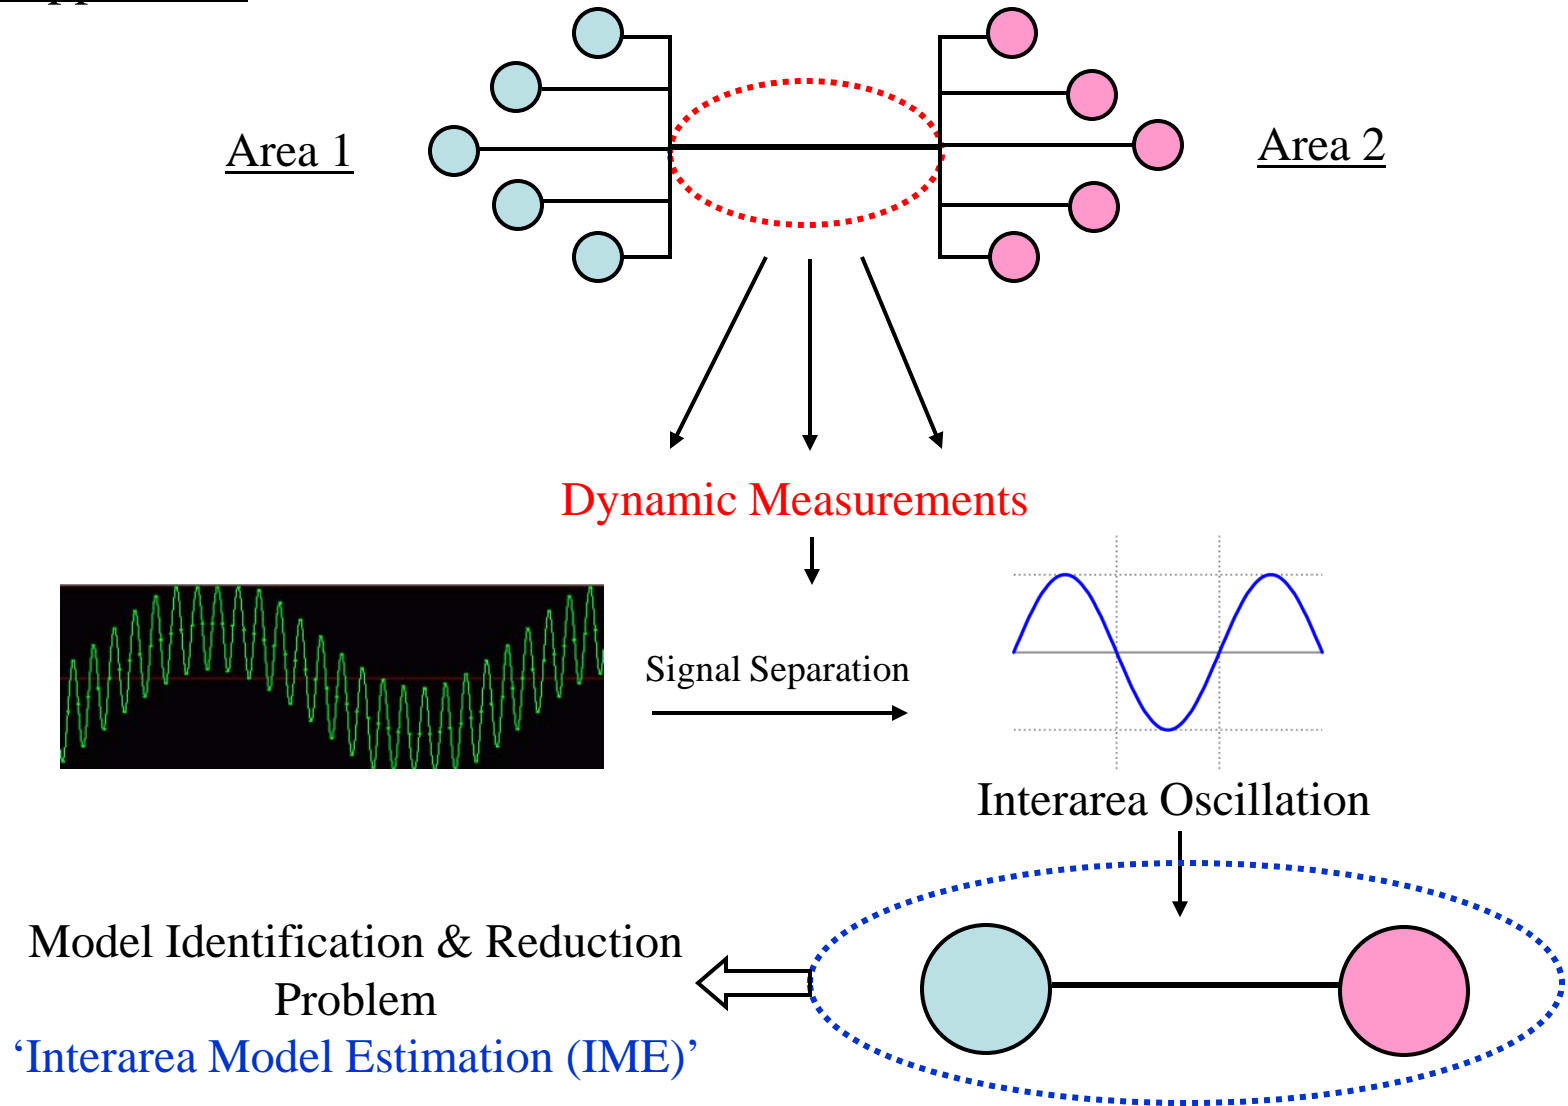 Area 1
Area 2
Dynamic Measurements
Signal Separation
Interarea Oscillation
Model Identification & Reduction
Problem
‘Interarea Model Estimation (IME)’